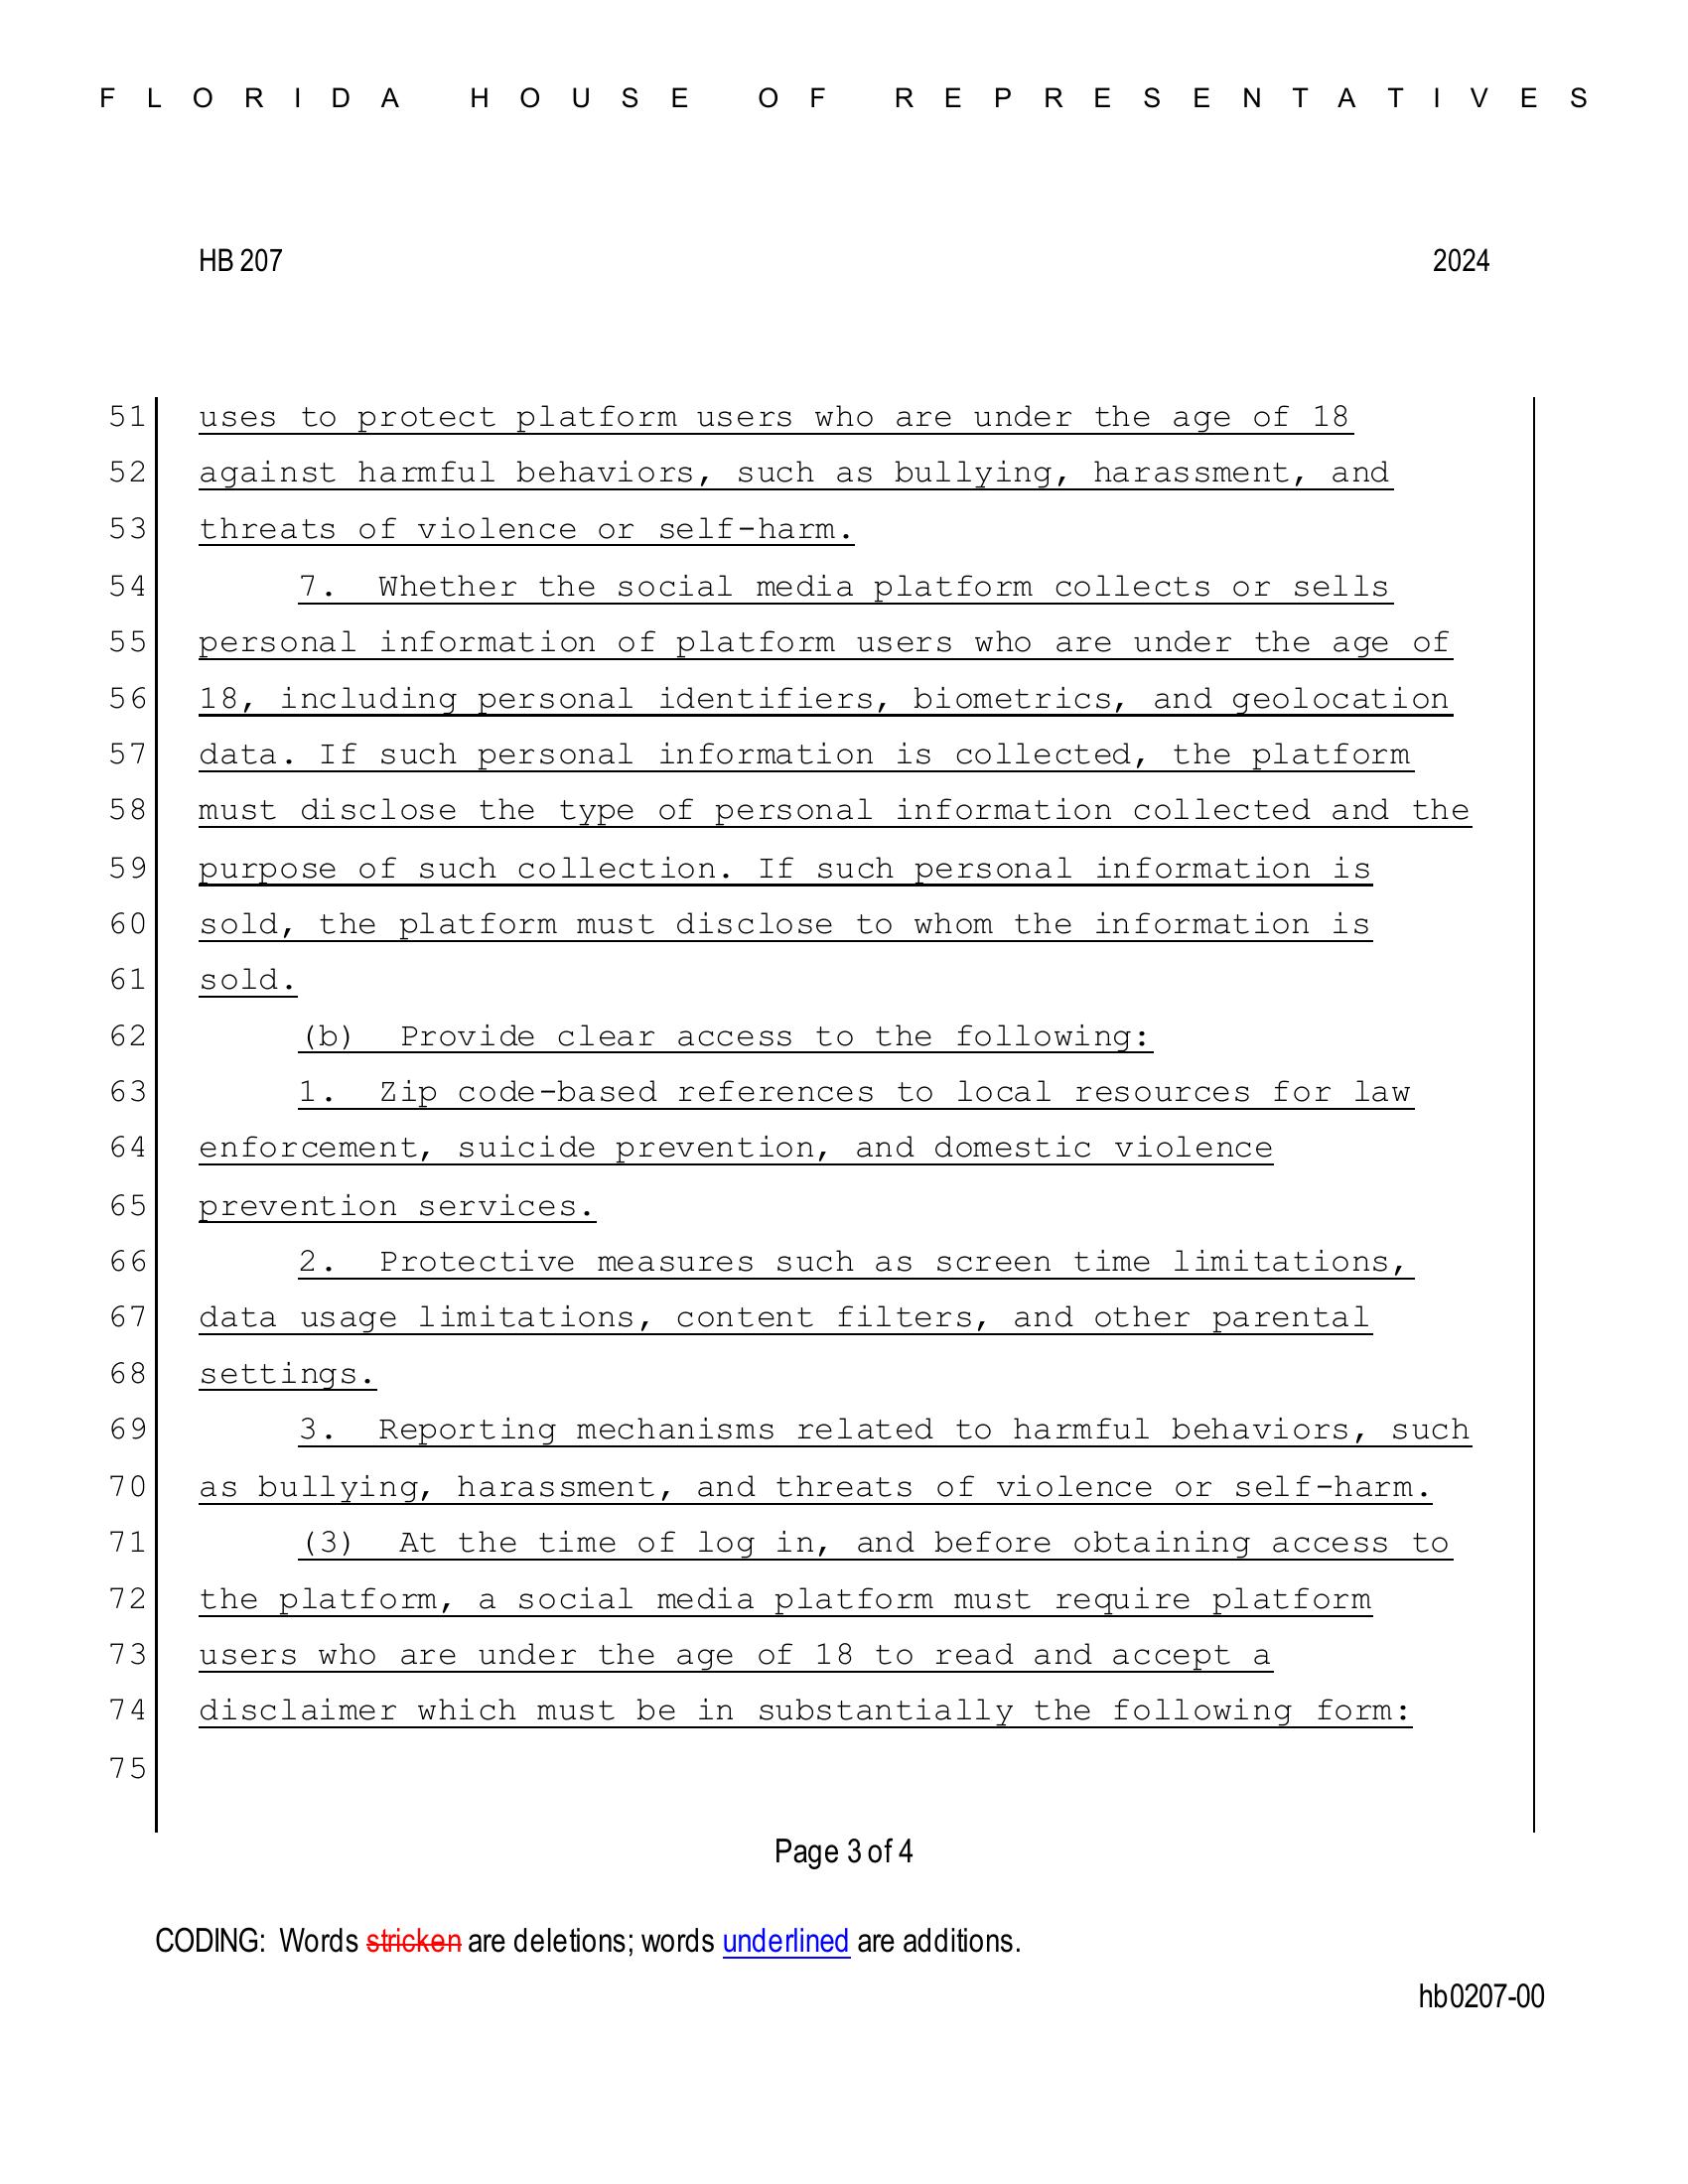 FLORIDA HOUSE OF REPRESENTATIVES
HB 207 2024
51 uses to protect platform users who are under the age of 18
52 against harmful behaviors, such as bullying, harassment, and
53 threats of violence or self-harm.
54 7. Whether the social media platform collects or sells
55 personal information of platform users who are under the age of
56 18, including personal identifiers, biometrics, and geolocation
57 data. If such personal information is collected, the platform
58 must disclose the type of personal information collected and the
59 purpose of such collection. If such personal information is
60 sold, the platform must disclose to whom the information is
61 sold.
62 (b) Provide clear access to the following:
63 1. Zip code-based references to local resources for law
64 enforcement, suicide prevention, and domestic violence
65 prevention services.
66 2. Protective measures such as screen time limitations,
67 data usage limitations, content filters, and other parental
68 settings.
69 3. Reporting mechanisms related to harmful behaviors, such
70 as bullying, harassment, and threats of violence or self-harm.
71 (3) At the time of log in, and before obtaining access to
72 the platform, a social media platform must require platform
73 users who are under the age of 18 to read and accept a
74 disclaimer which must be in substantially the following form:
75
Page 3 of 4
CODING: Words stricken are deletions; words underlined are additions.
hb0207-00